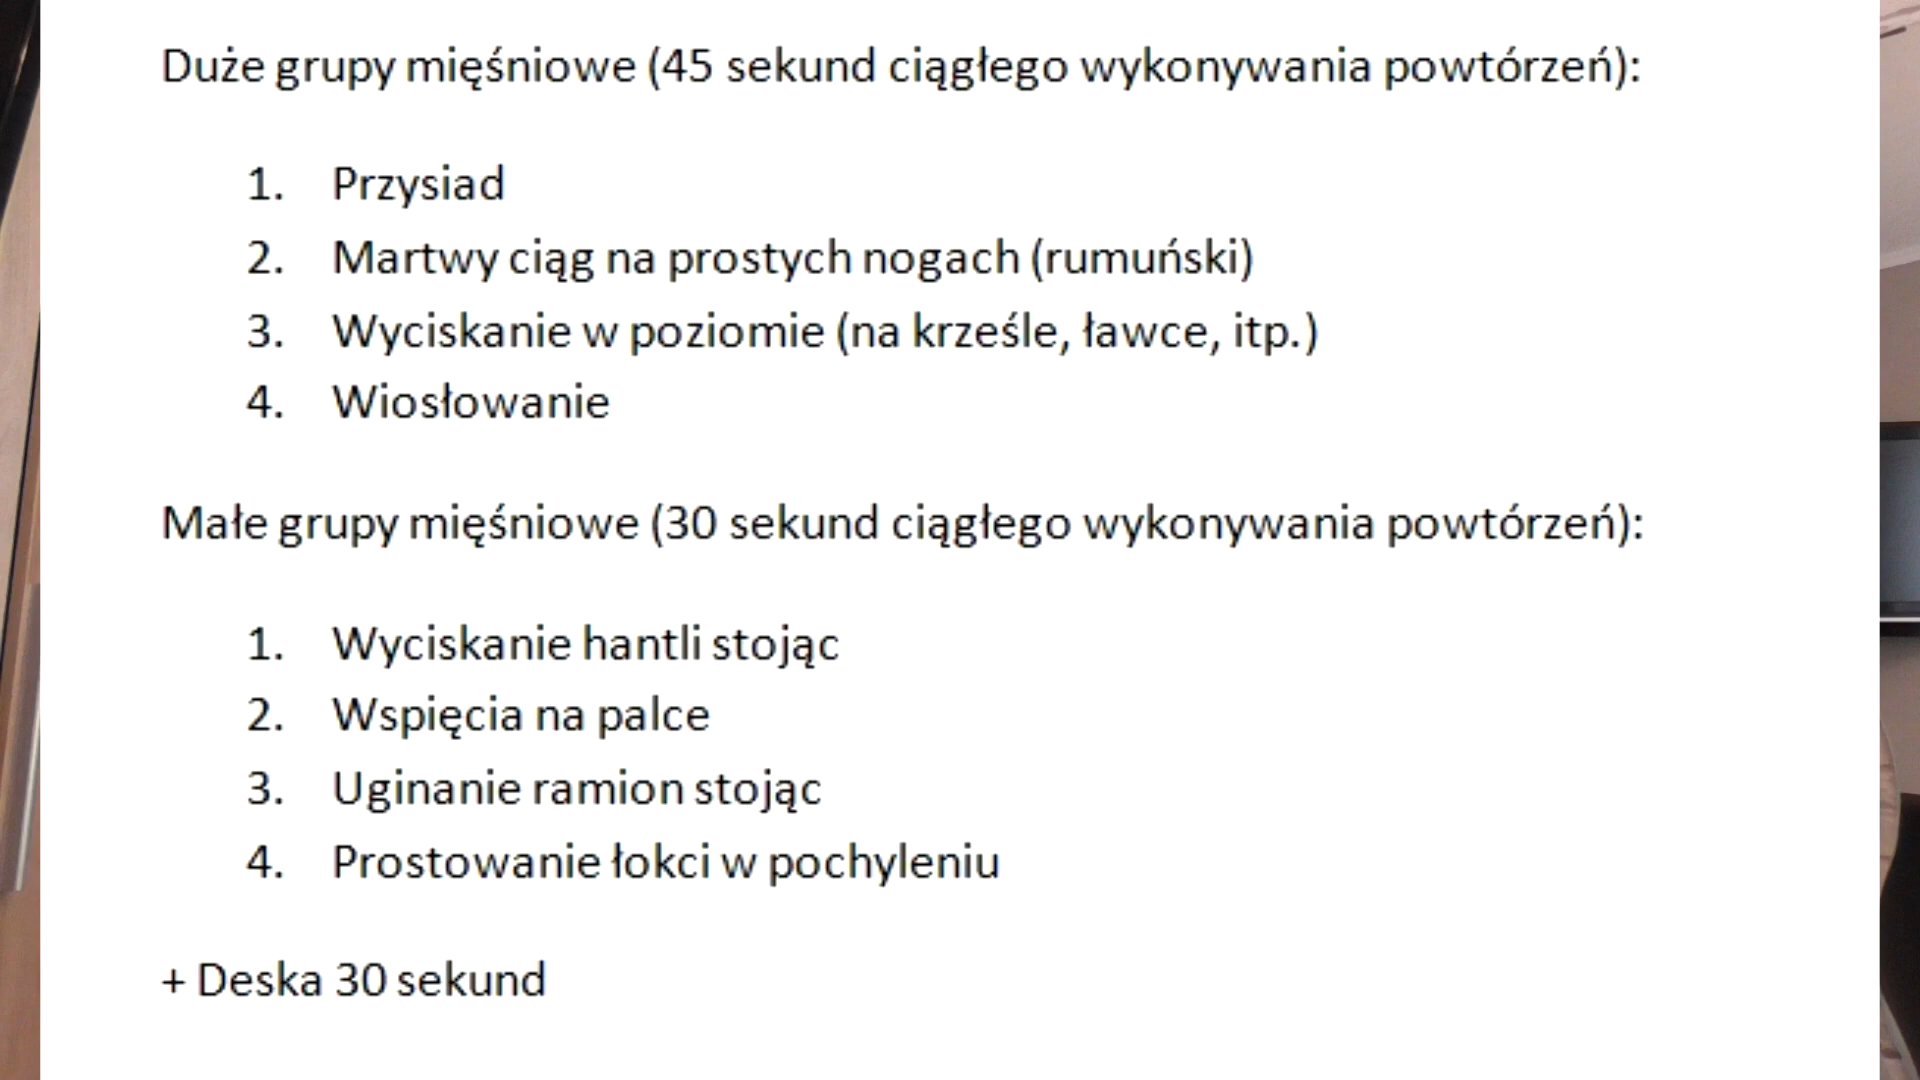 Duże grupy mięśniowe (45 sekund ciągłego wykonywania powtórzeń):
1. Przysiad
2. Martwy ciąg na prostych nogach (rumuński)
3. Wyciskanie w poziomie (na krześle, ławce, itp.)
4. Wiosłowanie
Małe grupy mięśniowe (30 sekund ciągłego wykonywania powtórzeń):
1. Wyciskanie hantli stojąc
2. Wspięcia na palce
3. Uginanie ramion stojąc
4. Prostowanie łokci w pochyleniu
+ Deska 30 sekund